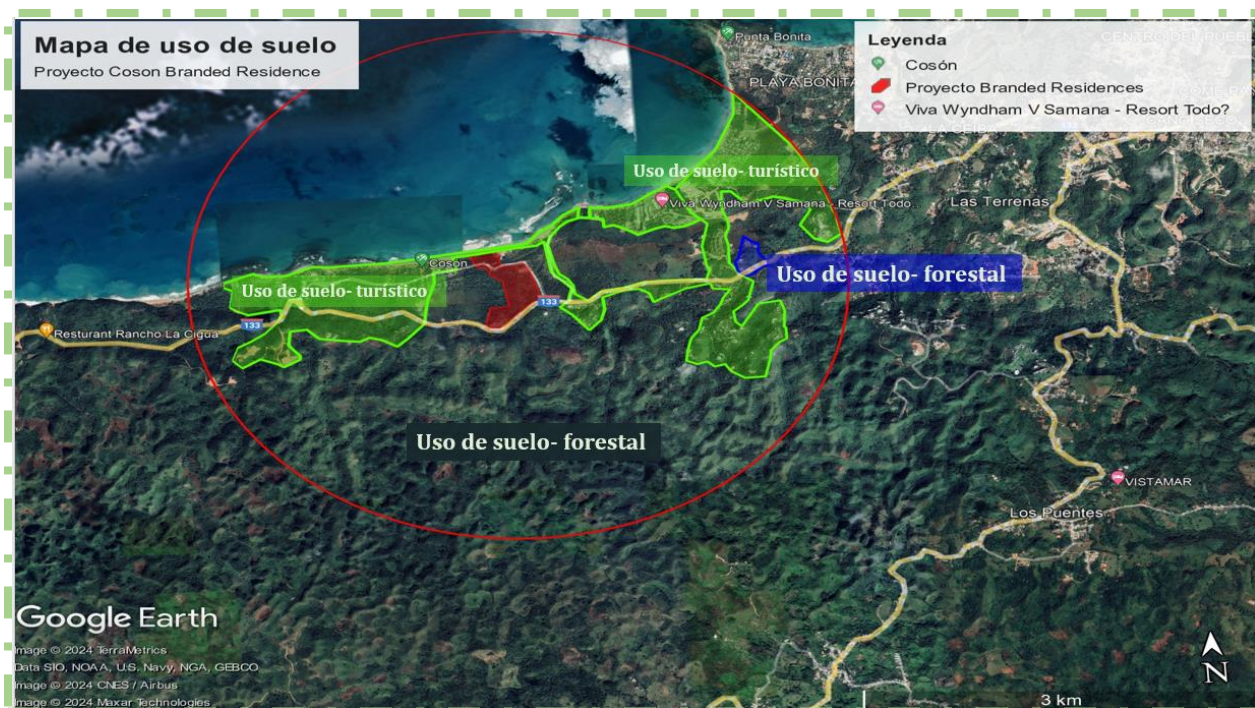 Mapa de uso de suelo
Proyecto Coson Branded Residence
Leyenda
Cosón
Proyecto Branded Residences
Viva Wyndham V Samana - Resort Todo?
Punta Bonita
PLAYA BONITA
Uso de suelo- turístico
Viva Wyndham V Samana - Resort Todo...
Las Terrenas
Cosón
Uso de suelo- forestal
Uso de suelo- turístico
133
133
Resturant Rancho La Cigua
Uso de suelo- forestal
VISTAMAR
Los Puentes
Google Earth
Image © 2024 TerraMetrics
Data SIO, NOAA, U.S. Navy, NGA, GEBCO
Image © 2024 CNES / Airbus
Image © 2024 Maxar Technologies
N
3 km